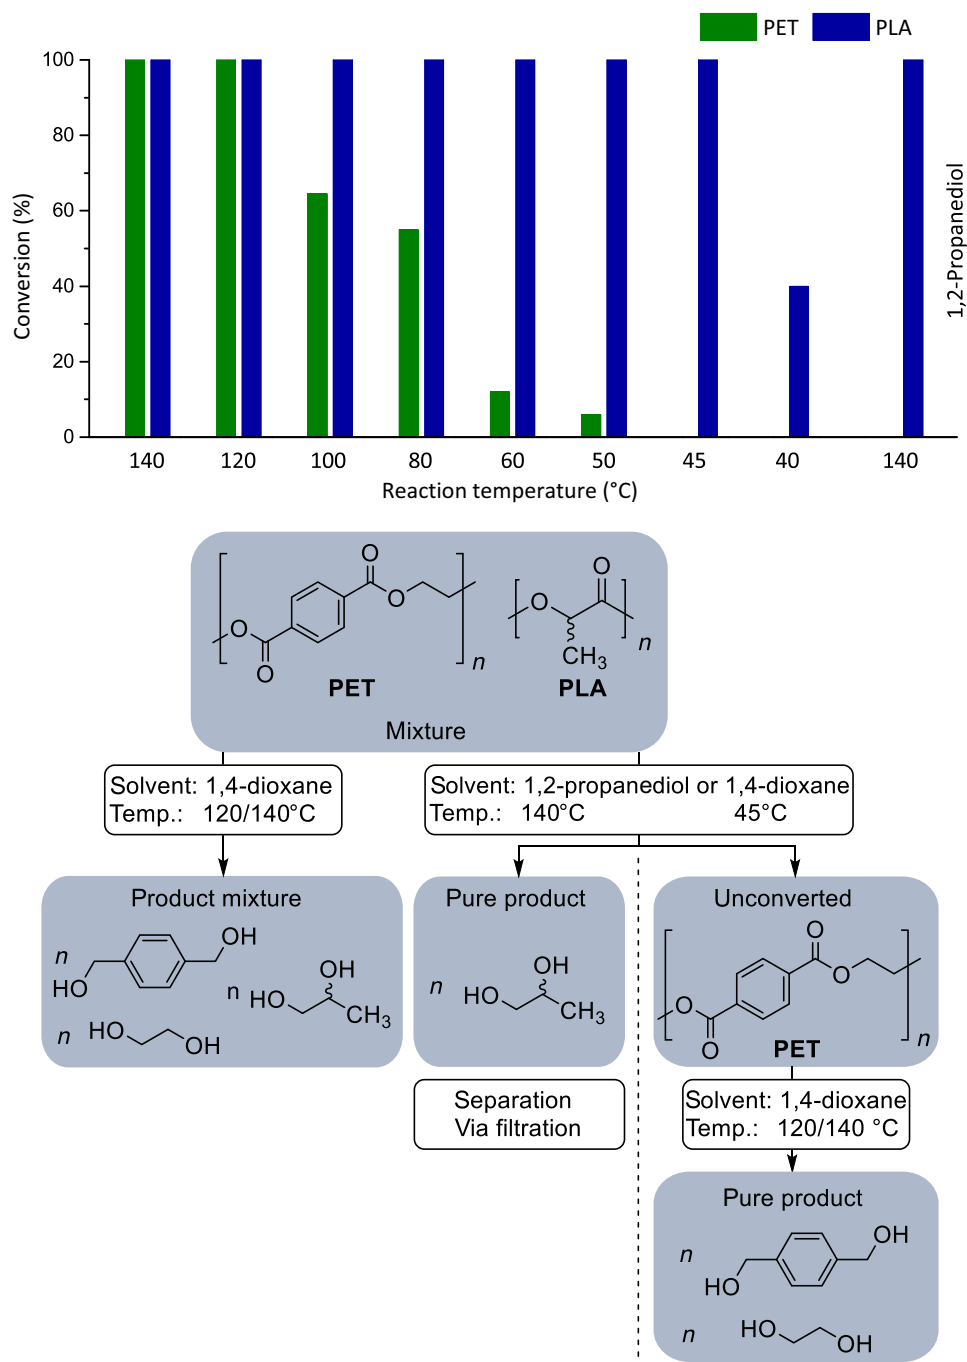 PET PLA
100
80
60
40
20
0
Conversion (%)
140 120 100 80 60 50 45 40 140
Reaction temperature (°C)
1,2-Propanediol
O
O
O
O
n
PET
O
O
CH3
n
PLA
Mixture
Solvent: 1,4-dioxane
Temp.: 120/140°C
Solvent: 1,2-propanediol or 1,4-dioxane
Temp.: 140°C 45°C
Product mixture
n
OH
HO
n
OH
HO
CH3
n
HO
OH
Pure product
n
OH
HO
CH3
Unconverted
O
O
O
O
n
PET
Separation
Via filtration
Solvent: 1,4-dioxane
Temp.: 120/140 °C
Pure product
n
OH
HO
n
HO
OH